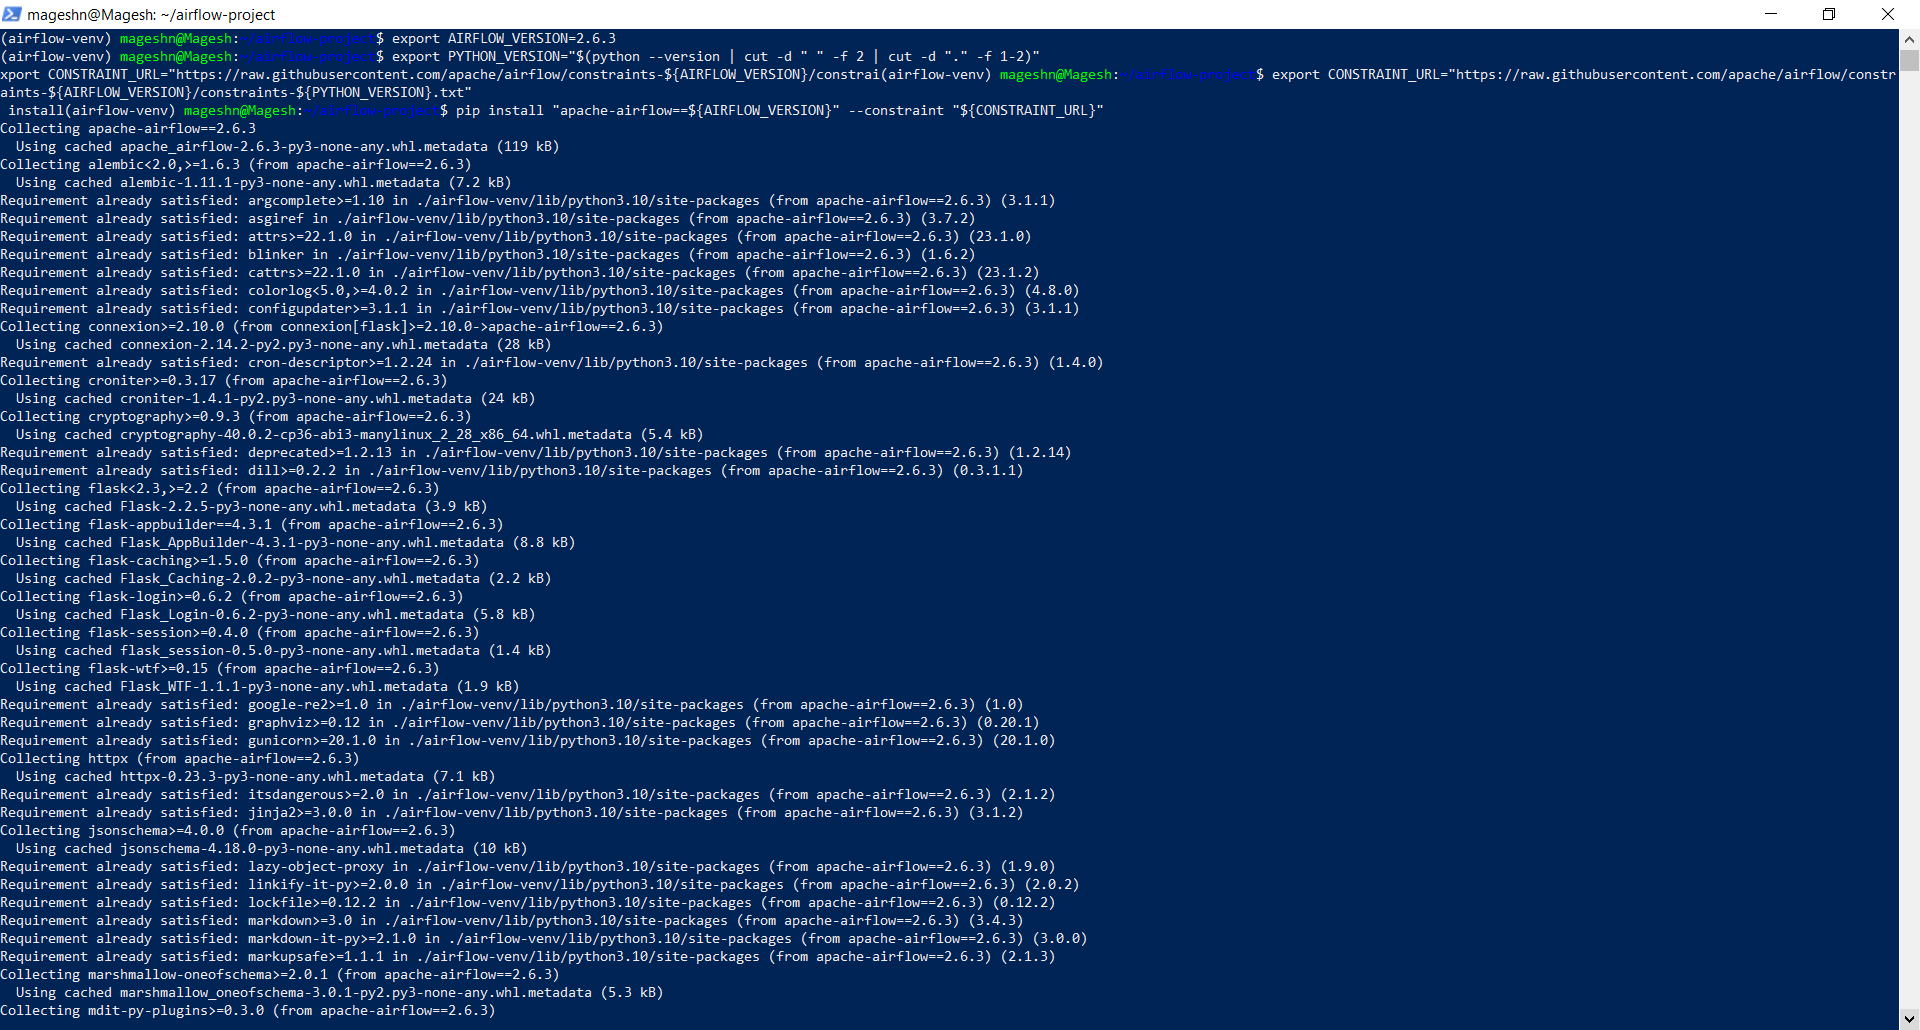 mageshn@Magesh: ~/airflow-project
(airflow-venv) mageshn@Magesh:~/airflow-project$ export AIRFLOW_VERSION=2.6.3
(airflow-venv) mageshn@Magesh:~/airflow-project$ export PYTHON_VERSION="$(python --version | cut -d " " -f 2 | cut -d "." -f 1-2)"
xport CONSTRAINT_URL="https://raw.githubusercontent.com/apache/airflow/constraints-${AIRFLOW_VERSION}/constrai(airflow-venv) mageshn@Magesh:~/airflow-project$ export CONSTRAINT_URL="https://raw.githubusercontent.com/apache/airflow/constr
aints-${AIRFLOW_VERSION}/constraints-${PYTHON_VERSION}.txt"
 install(airflow-venv) mageshn@Magesh:~/airflow-project$ pip install "apache-airflow==${AIRFLOW_VERSION}" --constraint "${CONSTRAINT_URL}"
Collecting apache-airflow==2.6.3
  Using cached apache_airflow-2.6.3-py3-none-any.whl.metadata (119 kB)
Collecting alembic<2.0,>=1.6.3 (from apache-airflow==2.6.3)
  Using cached alembic-1.11.1-py3-none-any.whl.metadata (7.2 kB)
Requirement already satisfied: argcomplete>=1.10 in ./airflow-venv/lib/python3.10/site-packages (from apache-airflow==2.6.3) (3.1.1)
Requirement already satisfied: asgiref in ./airflow-venv/lib/python3.10/site-packages (from apache-airflow==2.6.3) (3.7.2)
Requirement already satisfied: attrs>=22.1.0 in ./airflow-venv/lib/python3.10/site-packages (from apache-airflow==2.6.3) (23.1.0)
Requirement already satisfied: blinker in ./airflow-venv/lib/python3.10/site-packages (from apache-airflow==2.6.3) (1.6.2)
Requirement already satisfied: cattrs>=22.1.0 in ./airflow-venv/lib/python3.10/site-packages (from apache-airflow==2.6.3) (23.1.2)
Requirement already satisfied: colorlog<5.0,>=4.0.2 in ./airflow-venv/lib/python3.10/site-packages (from apache-airflow==2.6.3) (4.8.0)
Requirement already satisfied: configupdater>=3.1.1 in ./airflow-venv/lib/python3.10/site-packages (from apache-airflow==2.6.3) (3.1.1)
Collecting connexion>=2.10.0 (from connexion[flask]>=2.10.0->apache-airflow==2.6.3)
  Using cached connexion-2.14.2-py2.py3-none-any.whl.metadata (28 kB)
Requirement already satisfied: cron-descriptor>=1.2.24 in ./airflow-venv/lib/python3.10/site-packages (from apache-airflow==2.6.3) (1.4.0)
Collecting croniter>=0.3.17 (from apache-airflow==2.6.3)
  Using cached croniter-1.4.1-py2.py3-none-any.whl.metadata (24 kB)
Collecting cryptography>=0.9.3 (from apache-airflow==2.6.3)
  Using cached cryptography-40.0.2-cp36-abi3-manylinux_2_28_x86_64.whl.metadata (5.4 kB)
Requirement already satisfied: deprecated>=1.2.13 in ./airflow-venv/lib/python3.10/site-packages (from apache-airflow==2.6.3) (1.2.14)
Requirement already satisfied: dill>=0.2.2 in ./airflow-venv/lib/python3.10/site-packages (from apache-airflow==2.6.3) (0.3.1.1)
Collecting flask<2.3,>=2.2 (from apache-airflow==2.6.3)
  Using cached Flask-2.2.5-py3-none-any.whl.metadata (3.9 kB)
Collecting flask-appbuilder==4.3.1 (from apache-airflow==2.6.3)
  Using cached Flask_AppBuilder-4.3.1-py3-none-any.whl.metadata (8.8 kB)
Collecting flask-caching>=1.5.0 (from apache-airflow==2.6.3)
  Using cached Flask_Caching-2.0.2-py3-none-any.whl.metadata (2.2 kB)
Collecting flask-login>=0.6.2 (from apache-airflow==2.6.3)
  Using cached Flask_Login-0.6.2-py3-none-any.whl.metadata (5.8 kB)
Collecting flask-session>=0.4.0 (from apache-airflow==2.6.3)
  Using cached flask_session-0.5.0-py3-none-any.whl.metadata (1.4 kB)
Collecting flask-wtf>=0.15 (from apache-airflow==2.6.3)
  Using cached Flask_WTF-1.1.1-py3-none-any.whl.metadata (1.9 kB)
Requirement already satisfied: google-re2>=1.0 in ./airflow-venv/lib/python3.10/site-packages (from apache-airflow==2.6.3) (1.0)
Requirement already satisfied: graphviz>=0.12 in ./airflow-venv/lib/python3.10/site-packages (from apache-airflow==2.6.3) (0.20.1)
Requirement already satisfied: gunicorn>=20.1.0 in ./airflow-venv/lib/python3.10/site-packages (from apache-airflow==2.6.3) (20.1.0)
Collecting httpx (from apache-airflow==2.6.3)
  Using cached httpx-0.23.3-py3-none-any.whl.metadata (7.1 kB)
Requirement already satisfied: itsdangerous>=2.0 in ./airflow-venv/lib/python3.10/site-packages (from apache-airflow==2.6.3) (2.1.2)
Requirement already satisfied: jinja2>=3.0.0 in ./airflow-venv/lib/python3.10/site-packages (from apache-airflow==2.6.3) (3.1.2)
Collecting jsonschema>=4.0.0 (from apache-airflow==2.6.3)
  Using cached jsonschema-4.18.0-py3-none-any.whl.metadata (10 kB)
Requirement already satisfied: lazy-object-proxy in ./airflow-venv/lib/python3.10/site-packages (from apache-airflow==2.6.3) (1.9.0)
Requirement already satisfied: linkify-it-py>=2.0.0 in ./airflow-venv/lib/python3.10/site-packages (from apache-airflow==2.6.3) (2.0.2)
Requirement already satisfied: lockfile>=0.12.2 in ./airflow-venv/lib/python3.10/site-packages (from apache-airflow==2.6.3) (0.12.2)
Requirement already satisfied: markdown>=3.0 in ./airflow-venv/lib/python3.10/site-packages (from apache-airflow==2.6.3) (3.4.3)
Requirement already satisfied: markdown-it-py>=2.1.0 in ./airflow-venv/lib/python3.10/site-packages (from apache-airflow==2.6.3) (3.0.0)
Requirement already satisfied: markupsafe>=1.1.1 in ./airflow-venv/lib/python3.10/site-packages (from apache-airflow==2.6.3) (2.1.3)
Collecting marshmallow-oneofschema>=2.0.1 (from apache-airflow==2.6.3)
  Using cached marshmallow_oneofschema-3.0.1-py2.py3-none-any.whl.metadata (5.3 kB)
Collecting mdit-py-plugins>=0.3.0 (from apache-airflow==2.6.3)